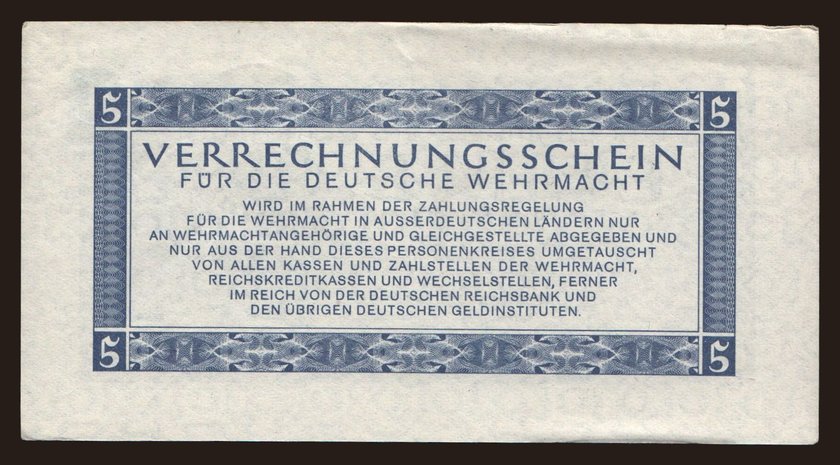 5 5
VERRECHNUNGSSCHEIN
FÜR DIE DEUTSCHE WEHRMACHT
WIRD IM RAHMEN DER ZAHLUNGSREGELUNG
FÜR DIE WEHRMACHT IN AUSSERDEUTSCHEN LÄNDERN NUR
AN WEHRMACHTANGEHÖRIGE UND GLEICHGESTELLTE ABGEGEBEN UND
NUR AUS DER HAND DIESES PERSONENKREISES UMGETAUSCHT
VON ALLEN KASSEN UND ZAHLSTELLEN DER WEHRMACHT,
REICHSKREDITKASSEN UND WECHSELSTELLEN, FERNER
IM REICH VON DER DEUTSCHEN REICHSBANK UND
DEN ÜBRIGEN DEUTSCHEN GELDINSTITUTEN.
5 5